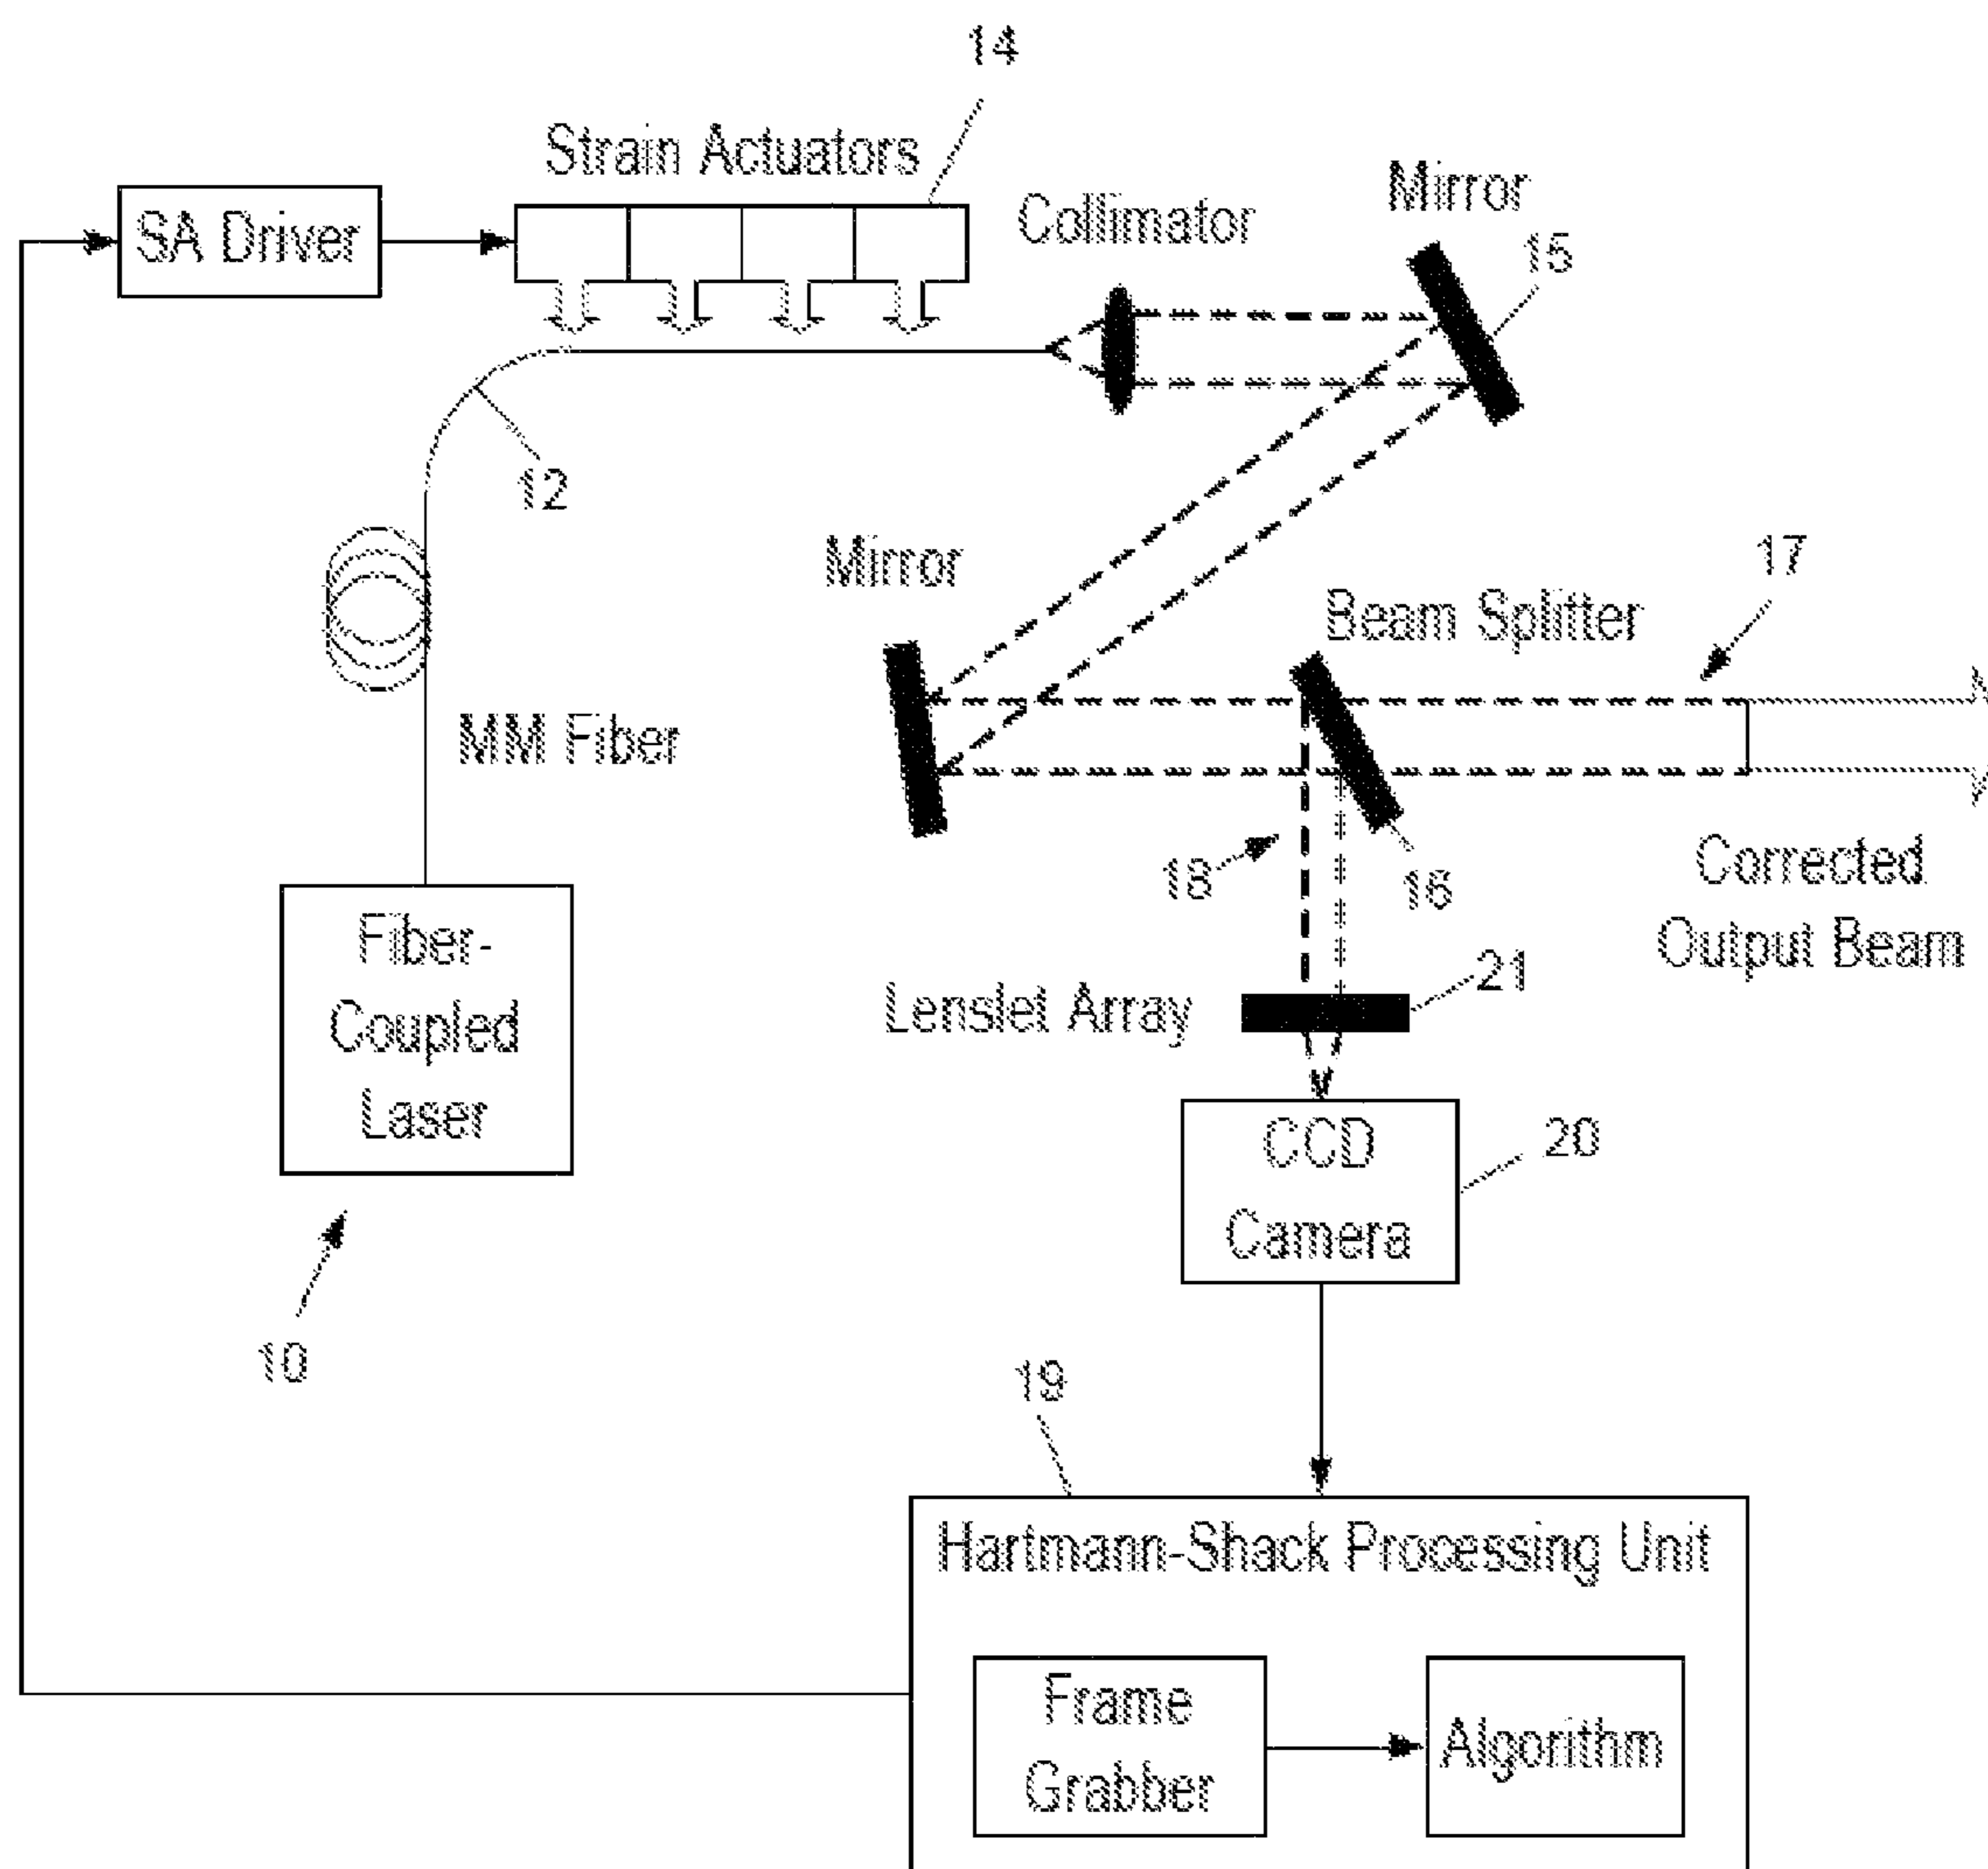 14
Strain Actuators
Mirror
Collimator
SA Driver
15
12
Mirror
17
Beam Splitter
MM Fiber
18
16
Corrected
Output Beam
Fiber-
Coupled
Laser
Lenslet Array
21
CCD
Camera
20
10
19
Hartmann-Shack Processing Unit
Frame
Grabber
Algorithm